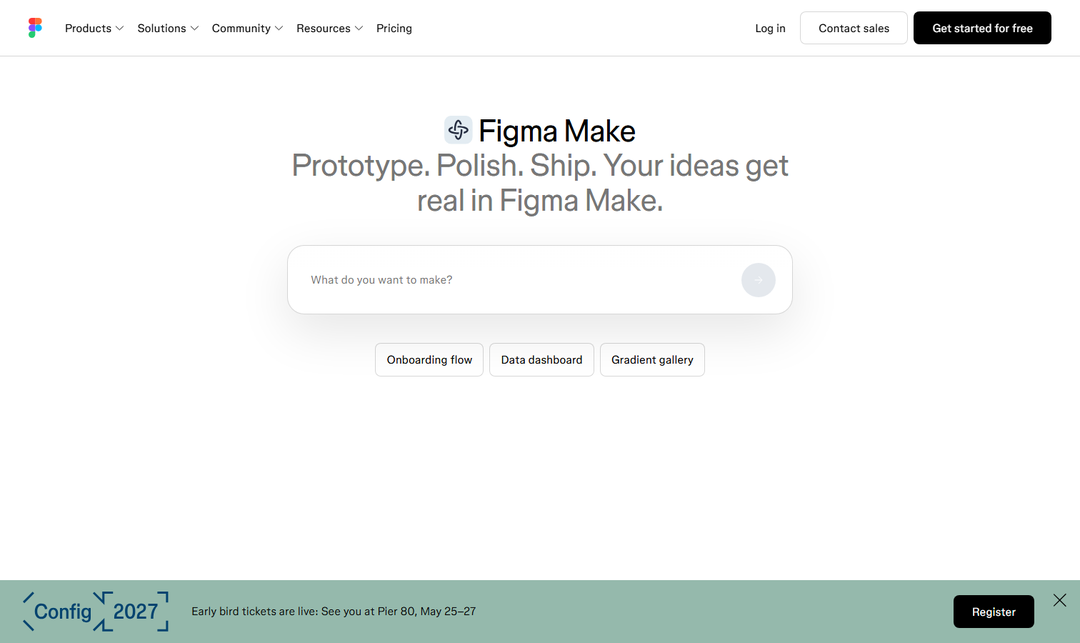 Products Solutions Community Resources Pricing Log in Contact sales Get started for free
Figma Make
Prototype. Polish. Ship. Your ideas get
real in Figma Make.
What do you want to make?
Onboarding flow Data dashboard Gradient gallery
Config 2027 Early bird tickets are live: See you at Pier 80, May 25–27 Register